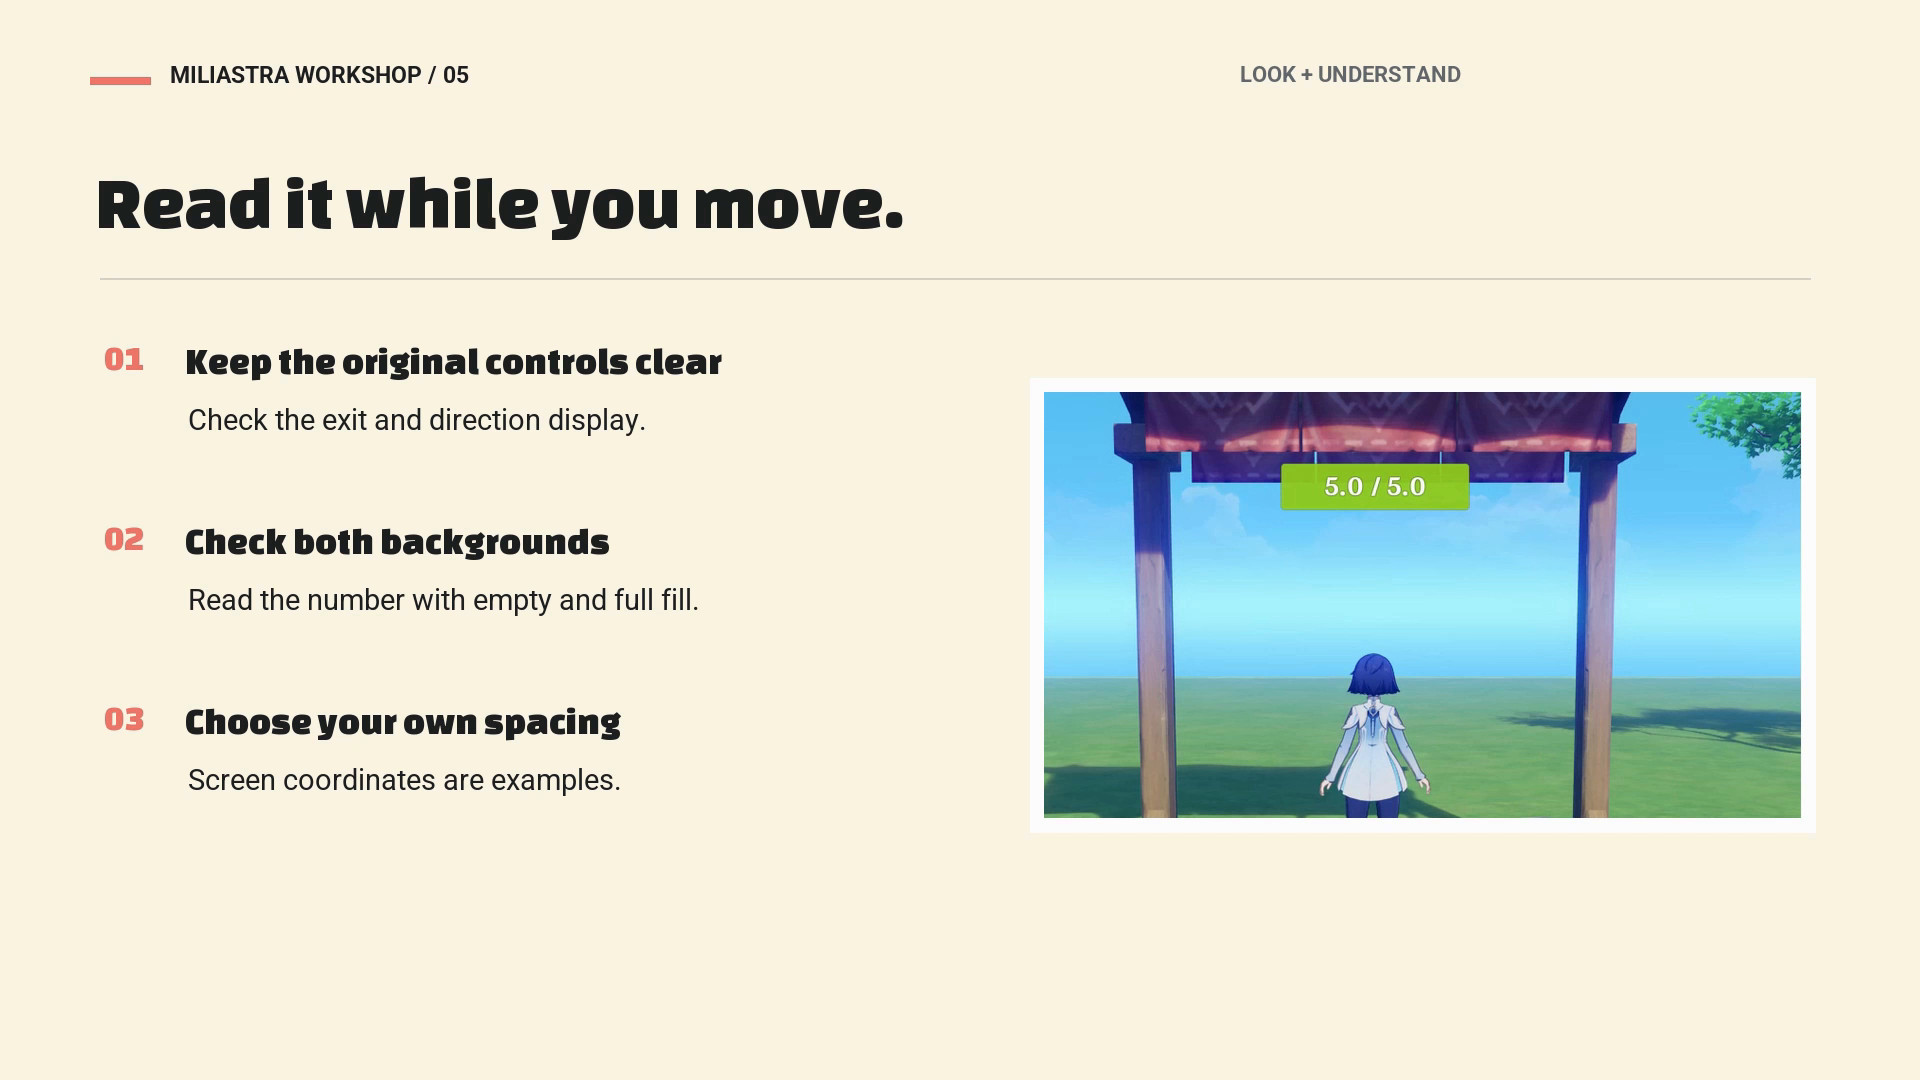 MILIASTRA WORKSHOP / 05
LOOK + UNDERSTAND
Read it while you move.
01 Keep the original controls clear
Check the exit and direction display.
02 Check both backgrounds
Read the number with empty and full fill.
03 Choose your own spacing
Screen coordinates are examples.
5.0 / 5.0